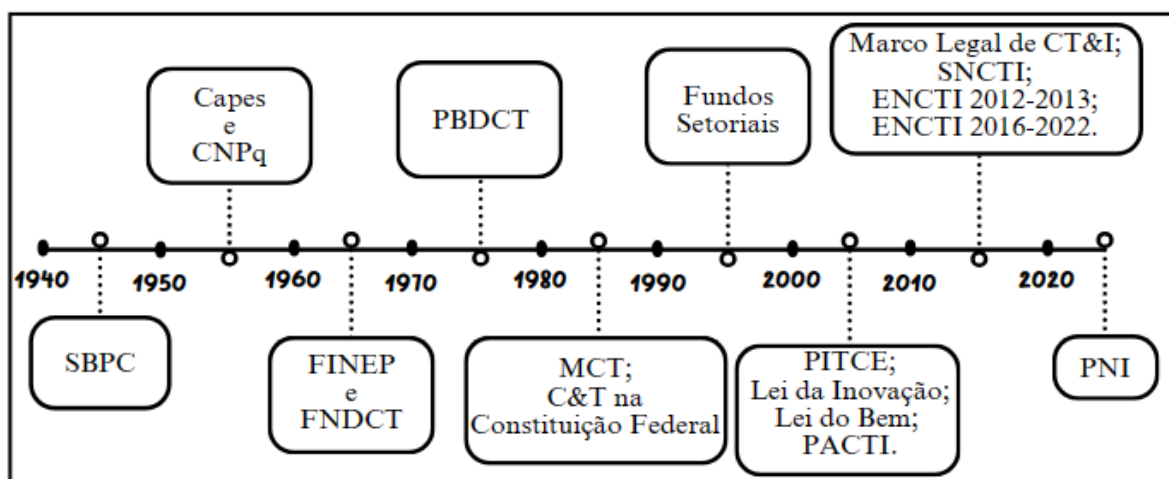 Marco Legal de CT&I;
SNCTI;
ENCTI 2012-2013;
ENCTI 2016-2022.
Capes
e
CNPq
PBDCT
Fundos
Setoriais
1940
1950
1960
1970
1980
1990
2000
2010
2020
SBPC
FINEP
e
FNDCT
MCT;
C&T na
Constituição Federal
PITCE;
Lei da Inovação;
Lei do Bem;
PACTI.
PNI